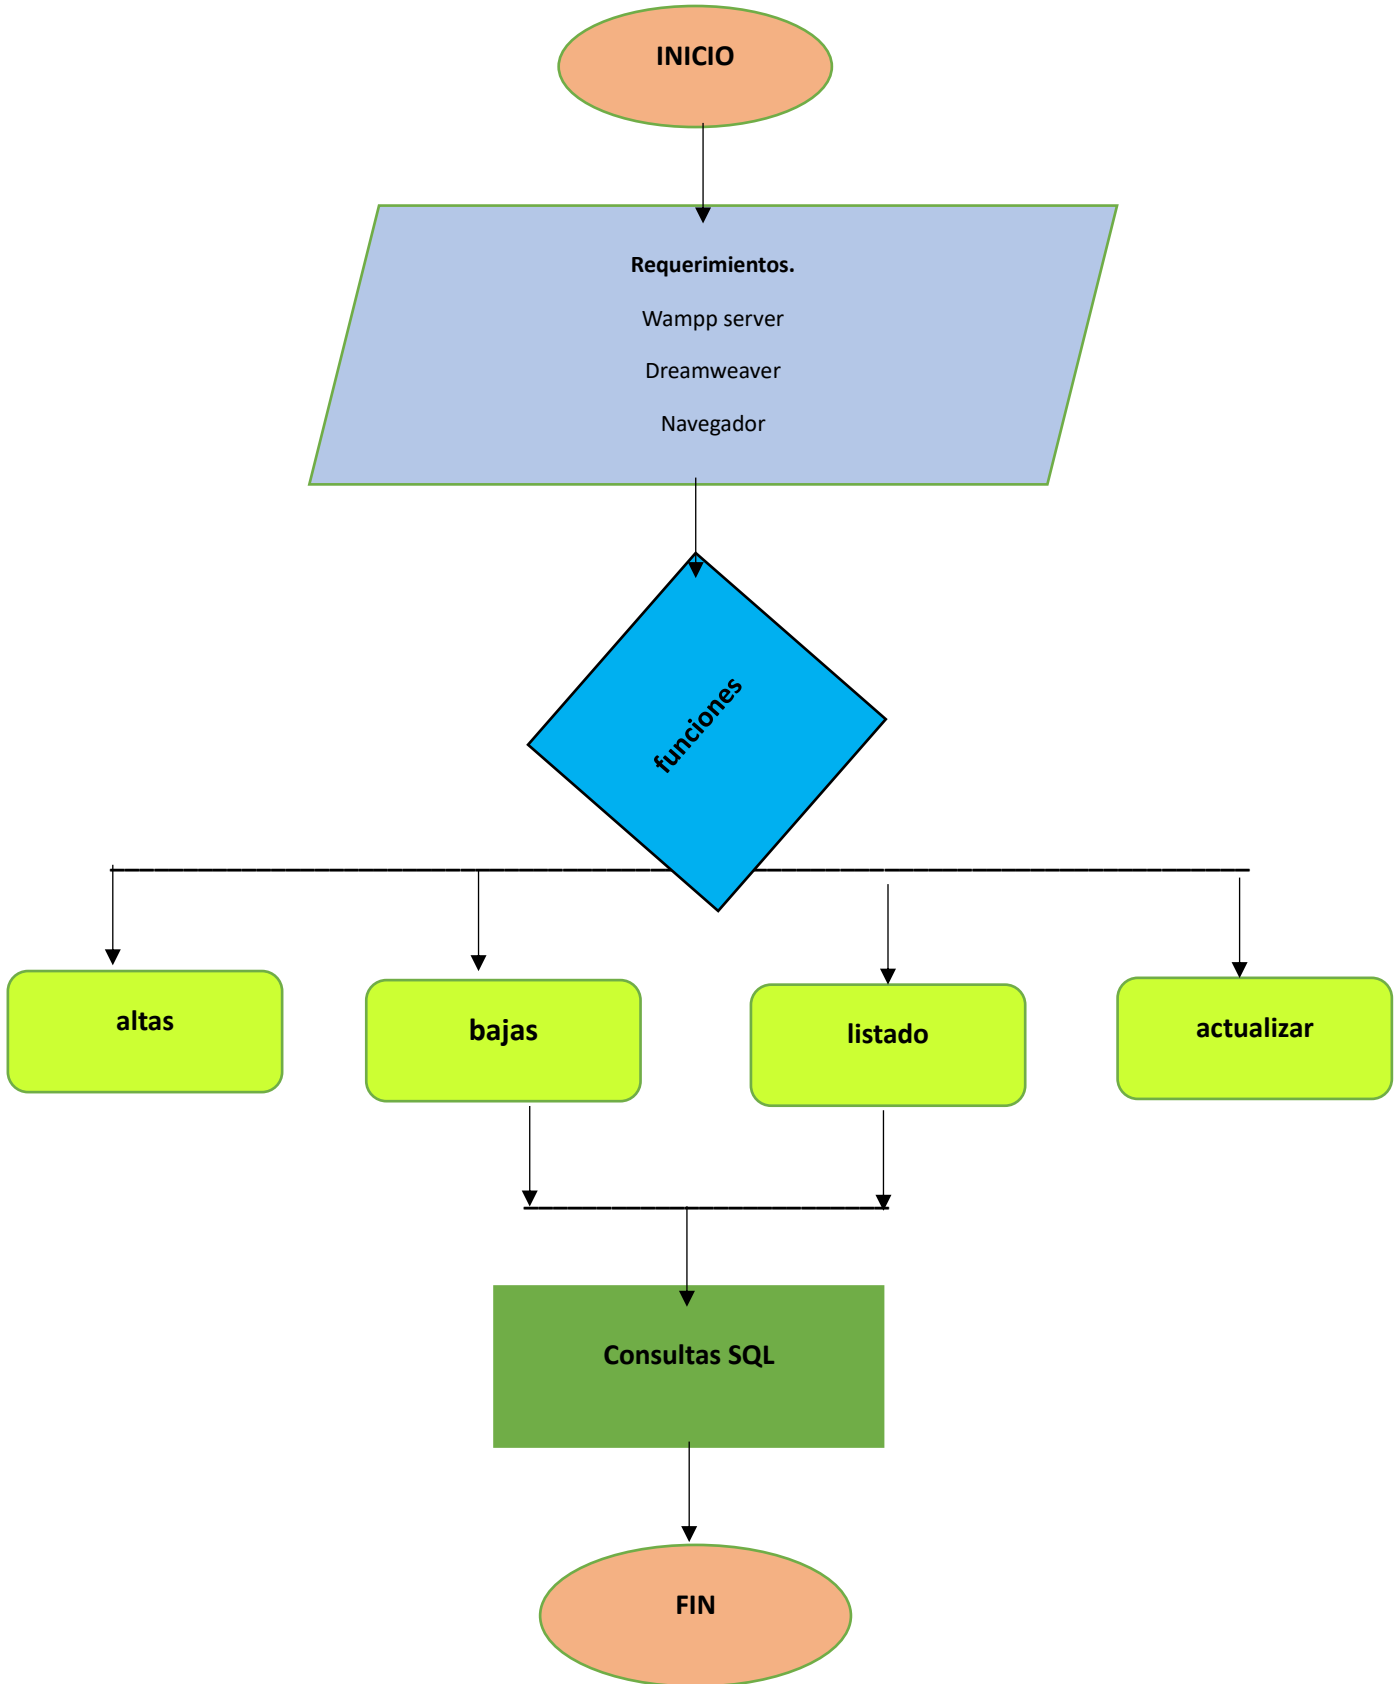 INICIO
Requerimientos.
Wampp server
Dreamweaver
Navegador
funciones
altas
bajas
listado
actualizar
Consultas SQL
FIN